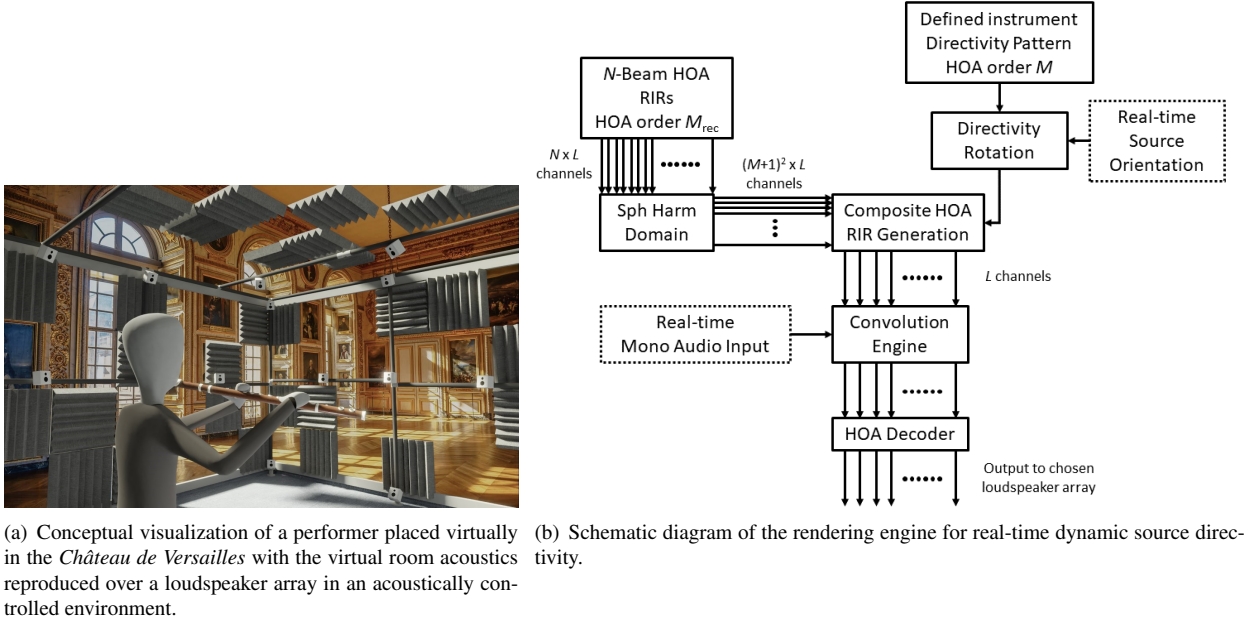 Defined instrument
Directivity Pattern
HOA order M
N-Beam HOA
RIRs
HOA order Mrec
Directivity
Rotation
Real-time
Source
Orientation
N x L
channels
(M+1)² x L
channels
Sph Harm
Domain
Composite HOA
RIR Generation
L channels
Real-time
Mono Audio Input
Convolution
Engine
HOA Decoder
Output to chosen
loudspeaker array
(a) Conceptual visualization of a performer placed virtually
in the Château de Versailles with the virtual room acoustics
reproduced over a loudspeaker array in an acoustically con-
trolled environment.
(b) Schematic diagram of the rendering engine for real-time dynamic source direc-
tivity.